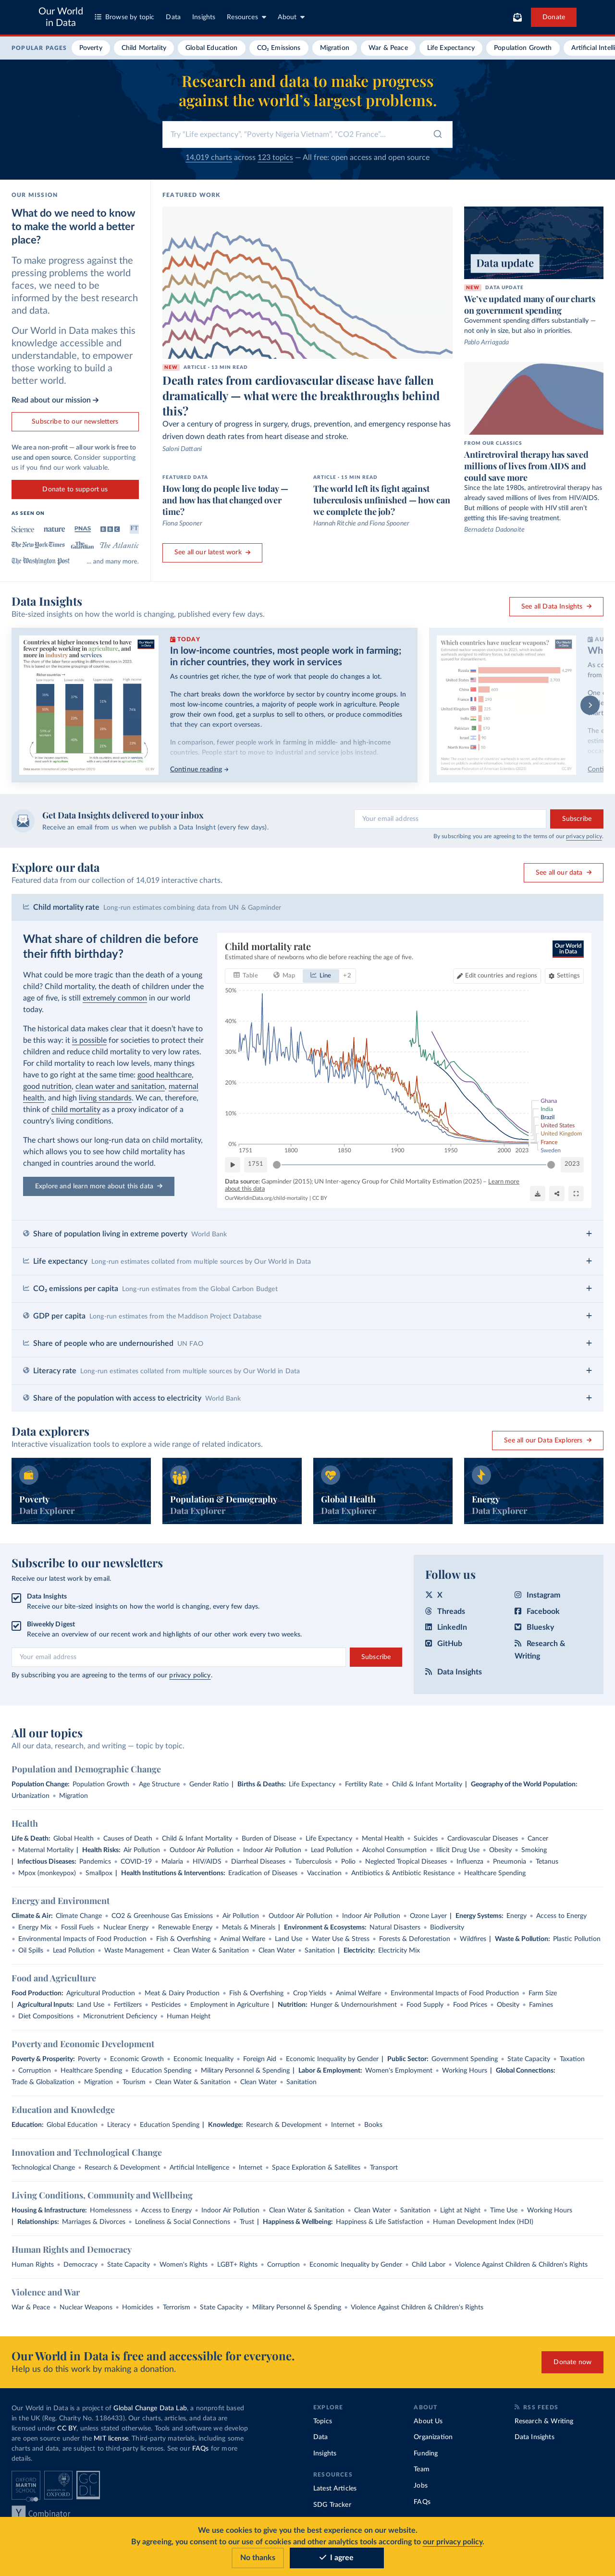 Our World
in Data
Browse by topic
Data
Insights
Resources
About
Donate
POPULAR PAGES
Poverty
Child Mortality
Global Education
CO₂ Emissions
Migration
War & Peace
Life Expectancy
Population Growth
Artificial Intelli
Research and data to make progress
against the world's largest problems.
Try "Life expectancy", "Poverty Nigeria Vietnam", "CO2 France"...
14,019 charts across 123 topics — All free: open access and open source
OUR MISSION
What do we need to know
to make the world a better
place?
To make progress against the
pressing problems the world
faces, we need to be
informed by the best research
and data.
Our World in Data makes this
knowledge accessible and
understandable, to empower
those working to build a
better world.
Read about our mission
Subscribe to our newsletters
We are a non-profit — all our work is free to
use and open source. Consider supporting
us if you find our work valuable.
Donate to support us
AS SEEN ON
Science
nature
PNAS
BBC
FT
The New York Times
The Guardian
The Atlantic
The Washington Post
... and many more.
FEATURED WORK
NEW ARTICLE - 13 MIN READ
Death rates from cardiovascular disease have fallen
dramatically — what were the breakthroughs behind
this?
Over a century of progress in surgery, drugs, prevention, and emergency response has
driven down death rates from heart disease and stroke.
Saloni Dattani
FEATURED DATA
How long do people live today —
and how has that changed over
time?
Fiona Spooner
ARTICLE - 15 MIN READ
The world left its fight against
tuberculosis unfinished — how can
we complete the job?
Hannah Ritchie and Fiona Spooner
See all our latest work
Data update
NEW DATA UPDATE
We've updated many of our charts
on government spending
Government spending differs substantially —
not only in size, but also in priorities.
Pablo Arriagada
FROM OUR CLASSICS
Antiretroviral therapy has saved
millions of lives from AIDS and
could save more
Since the late 1980s, antiretroviral therapy has
already saved millions of lives from HIV/AIDS.
But millions of people with HIV still aren't
getting this life-saving treatment.
Bernadeta Dadonaite
Data Insights
Bite-sized insights on how the world is changing, published every few days.
See all Data Insights
Countries at higher incomes tend to have
fewer people working in agriculture, and
more in industry and services
TODAY
In low-income countries, most people work in farming;
in richer countries, they work in services
As countries get richer, the type of work that people do changes a lot.
The chart breaks down the workforce by sector by country income groups. In
most low-income countries, a majority of people work in agriculture. People
grow their own food, get a surplus to sell to others, or produce commodities
that they can export overseas.
In comparison, fewer people work in farming in middle- and high-income
countries. People start to move to industrial and service jobs instead.
Continue reading
Which countries have nuclear weapons?
Get Data Insights delivered to your inbox
Receive an email from us when we publish a Data Insight (every few days).
Your email address
Subscribe
By subscribing you are agreeing to the terms of our privacy policy.
Explore our data
Featured data from our collection of 14,019 interactive charts.
See all our data
Child mortality rate Long-run estimates combining data from UN & Gapminder
What share of children die before
their fifth birthday?
What could be more tragic than the death of a young
child? Child mortality, the death of children under the
age of five, is still extremely common in our world
today.
The historical data makes clear that it doesn't have to
be this way: it is possible for societies to protect their
children and reduce child mortality to very low rates.
For child mortality to reach low levels, many things
have to go right at the same time: good healthcare,
good nutrition, clean water and sanitation, maternal
health, and high living standards. We can, therefore,
think of child mortality as a proxy indicator of a
country's living conditions.
The chart shows our long-run data on child mortality,
which allows you to see how child mortality has
changed in countries around the world.
Explore and learn more about this data
Child mortality rate
Estimated share of newborns who die before reaching the age of five.
Our World
in Data
Table
Map
Line
+2
Edit countries and regions
Settings
50%
40%
30%
20%
10%
0%
1751
1800
1850
1900
1950
2000
2023
Ghana
India
Brazil
United States
United Kingdom
France
Sweden
1751
2023
Data source: Gapminder (2015); UN Inter-agency Group for Child Mortality Estimation (2025) – Learn more
about this data
OurWorldinData.org/child-mortality | CC BY
Share of population living in extreme poverty World Bank
Life expectancy Long-run estimates collated from multiple sources by Our World in Data
CO₂ emissions per capita Long-run estimates from the Global Carbon Budget
GDP per capita Long-run estimates from the Maddison Project Database
Share of people who are undernourished UN FAO
Literacy rate Long-run estimates collated from multiple sources by Our World in Data
Share of the population with access to electricity World Bank
Data explorers
Interactive visualization tools to explore a wide range of related indicators.
See all our Data Explorers
Poverty
Data Explorer
Population & Demography
Data Explorer
Global Health
Data Explorer
Energy
Data Explorer
Subscribe to our newsletters
Receive our latest work by email.
Data Insights
Receive our bite-sized insights on how the world is changing, every few days.
Biweekly Digest
Receive an overview of our recent work and highlights of our other work every two weeks.
Your email address
Subscribe
By subscribing you are agreeing to the terms of our privacy policy.
Follow us
X
Instagram
Threads
Facebook
LinkedIn
Bluesky
GitHub
Research &
Writing
Data Insights
All our topics
All our data, research, and writing — topic by topic.
Population and Demographic Change
Population Change: Population Growth • Age Structure • Gender Ratio | Births & Deaths: Life Expectancy • Fertility Rate • Child & Infant Mortality | Geography of the World Population:
Urbanization • Migration
Health
Life & Death: Global Health • Causes of Death • Child & Infant Mortality • Burden of Disease • Life Expectancy • Mental Health • Suicides • Cardiovascular Diseases • Cancer
• Maternal Mortality | Health Risks: Air Pollution • Outdoor Air Pollution • Indoor Air Pollution • Lead Pollution • Alcohol Consumption • Illicit Drug Use • Obesity • Smoking
| Infectious Diseases: Pandemics • COVID-19 • Malaria • HIV/AIDS • Diarrheal Diseases • Tuberculosis • Polio • Neglected Tropical Diseases • Influenza • Pneumonia • Tetanus
• Mpox (monkeypox) • Smallpox | Health Institutions & Interventions: Eradication of Diseases • Vaccination • Antibiotics & Antibiotic Resistance • Healthcare Spending
Energy and Environment
Climate & Air: Climate Change • CO2 & Greenhouse Gas Emissions • Air Pollution • Outdoor Air Pollution • Indoor Air Pollution • Ozone Layer | Energy Systems: Energy • Access to Energy
• Energy Mix • Fossil Fuels • Nuclear Energy • Renewable Energy • Metals & Minerals | Environment & Ecosystems: Natural Disasters • Biodiversity
• Environmental Impacts of Food Production • Fish & Overfishing • Animal Welfare • Land Use • Water Use & Stress • Forests & Deforestation • Wildfires | Waste & Pollution: Plastic Pollution
• Oil Spills • Lead Pollution • Waste Management • Clean Water & Sanitation • Clean Water • Sanitation | Electricity: Electricity Mix
Food and Agriculture
Food Production: Agricultural Production • Meat & Dairy Production • Fish & Overfishing • Crop Yields • Animal Welfare • Environmental Impacts of Food Production • Farm Size
| Agricultural Inputs: Land Use • Fertilizers • Pesticides • Employment in Agriculture | Nutrition: Hunger & Undernourishment • Food Supply • Food Prices • Obesity • Famines
• Diet Compositions • Micronutrient Deficiency • Human Height
Poverty and Economic Development
Poverty & Prosperity: Poverty • Economic Growth • Economic Inequality • Foreign Aid • Economic Inequality by Gender | Public Sector: Government Spending • State Capacity • Taxation
• Corruption • Healthcare Spending • Education Spending • Military Personnel & Spending | Labor & Employment: Women's Employment • Working Hours | Global Connections:
Trade & Globalization • Migration • Tourism • Clean Water & Sanitation • Clean Water • Sanitation
Education and Knowledge
Education: Global Education • Literacy • Education Spending | Knowledge: Research & Development • Internet • Books
Innovation and Technological Change
Technological Change • Research & Development • Artificial Intelligence • Internet • Space Exploration & Satellites • Transport
Living Conditions, Community and Wellbeing
Housing & Infrastructure: Homelessness • Access to Energy • Indoor Air Pollution • Clean Water & Sanitation • Clean Water • Sanitation • Light at Night • Time Use • Working Hours
| Relationships: Marriages & Divorces • Loneliness & Social Connections • Trust | Happiness & Wellbeing: Happiness & Life Satisfaction • Human Development Index (HDI)
Human Rights and Democracy
Human Rights • Democracy • State Capacity • Women's Rights • LGBT+ Rights • Corruption • Economic Inequality by Gender • Child Labor • Violence Against Children & Children's Rights
Violence and War
War & Peace • Nuclear Weapons • Homicides • Terrorism • State Capacity • Military Personnel & Spending • Violence Against Children & Children's Rights
Our World in Data is free and accessible for everyone.
Help us do this work by making a donation.
Donate now
Our World in Data is a project of Global Change Data Lab, a nonprofit based
in the UK (Reg. Charity No. 1186433). Our charts, articles, and data are
licensed under CC BY, unless stated otherwise. Tools and software we develop
are open source under the MIT license. Third-party materials, including some
charts and data, are subject to third-party licenses. See our FAQs for more
details.
OXFORD
MARTIN
SCHOOL
UNIVERSITY OF
OXFORD
GC
DL
Y Combinator
EXPLORE
Topics
Data
Insights
RESOURCES
Latest Articles
SDG Tracker
ABOUT
About Us
Organization
Funding
Team
Jobs
FAQs
RSS FEEDS
Research & Writing
Data Insights
We use cookies to give you the best experience on our website.
By agreeing, you consent to our use of cookies and other analytics tools according to our privacy policy.
No thanks
I agree